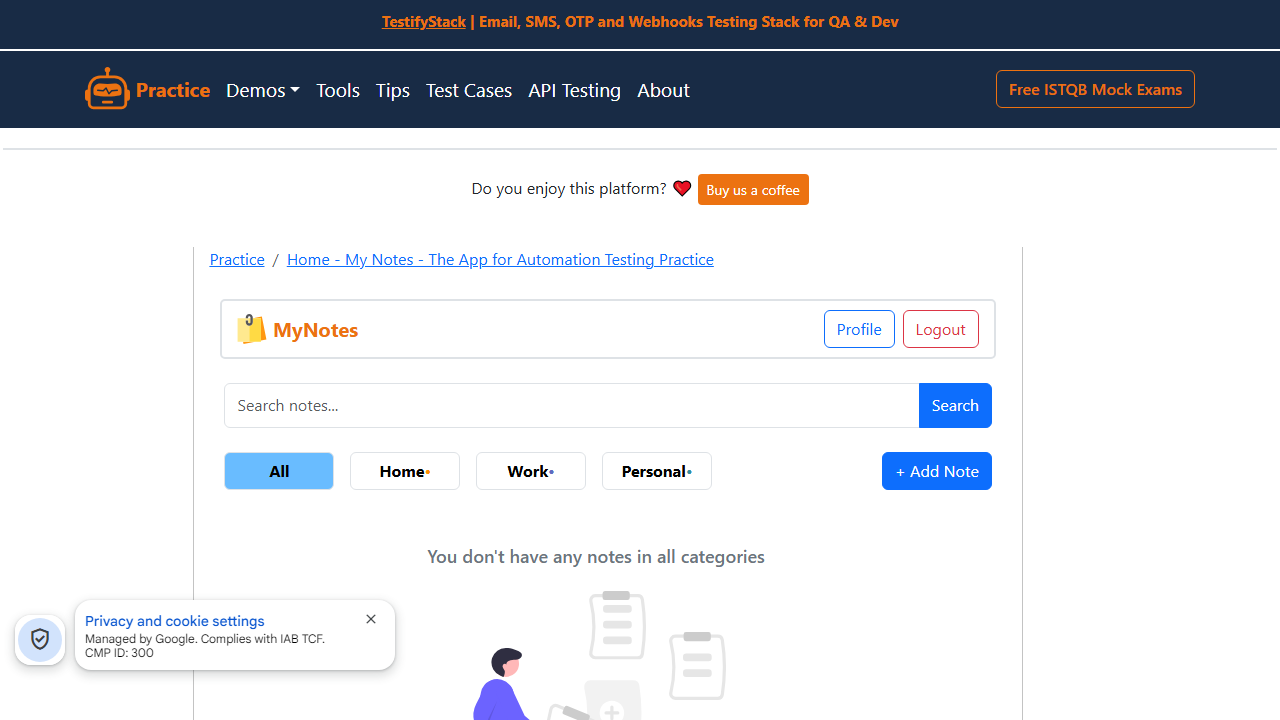 TestifyStack | Email, SMS, OTP and Webhooks Testing Stack for QA & Dev
Practice Demos Tools Tips Test Cases API Testing About Free ISTQB Mock Exams
Do you enjoy this platform? Buy us a coffee
Practice / Home - My Notes - The App for Automation Testing Practice
MyNotes Profile Logout
Search notes... Search
All Home• Work• Personal• + Add Note
You don't have any notes in all categories
Privacy and cookie settings
Managed by Google. Complies with IAB TCF.
CMP ID: 300